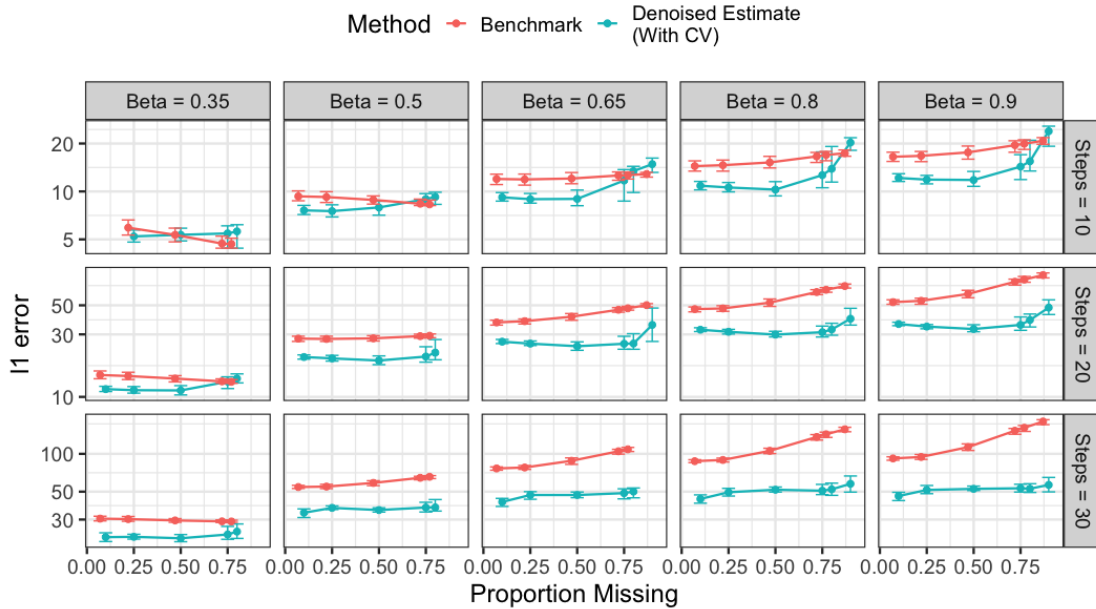 Method Benchmark Denoised Estimate
(With CV)
Beta = 0.35 Beta = 0.5 Beta = 0.65 Beta = 0.8 Beta = 0.9
20
10
5
Steps = 10
50
30
10
Steps = 20
l1 error
100
50
30
Steps = 30
0.00 0.25 0.50 0.75 0.00 0.25 0.50 0.75 0.00 0.25 0.50 0.75 0.00 0.25 0.50 0.75 0.00 0.25 0.50 0.75
Proportion Missing